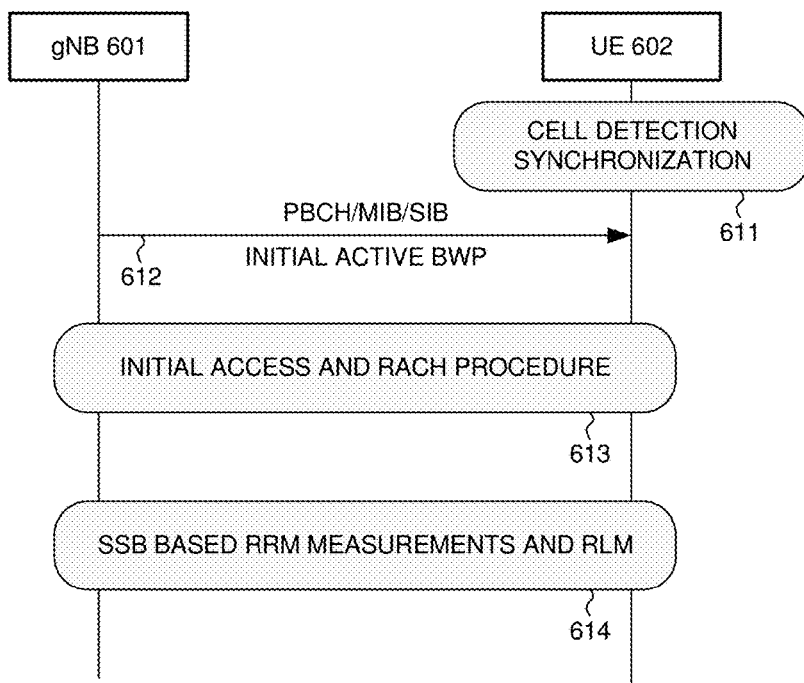 gNB 601
UE 602
CELL DETECTION
SYNCHRONIZATION
611
PBCH/MIB/SIB
612
INITIAL ACTIVE BWP
INITIAL ACCESS AND RACH PROCEDURE
613
SSB BASED RRM MEASUREMENTS AND RLM
614